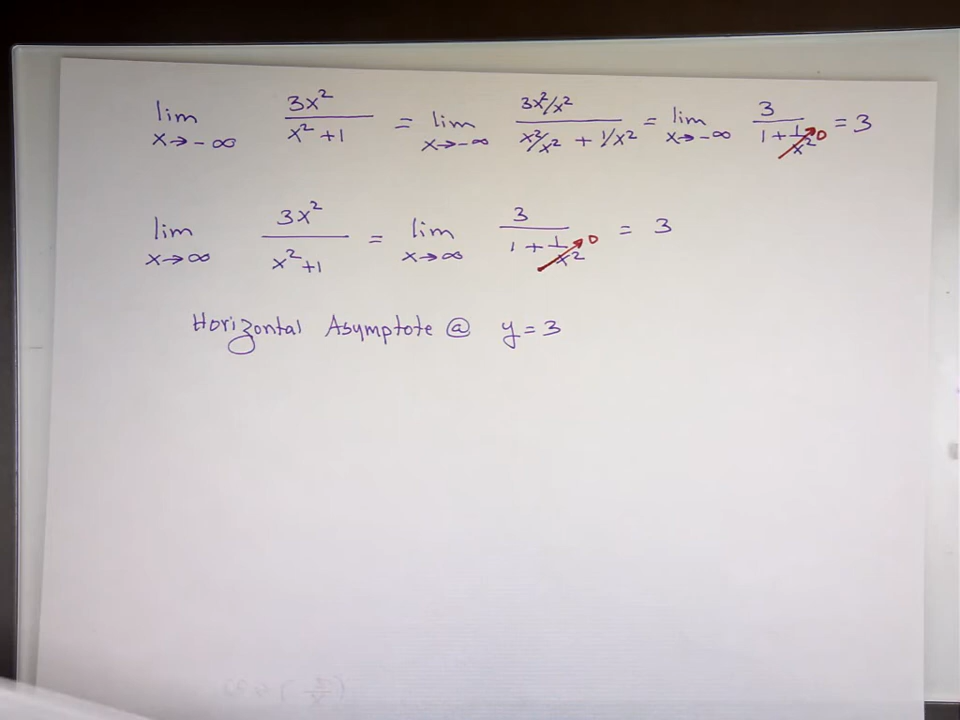 lim x→-∞ 3x²/(x²+1) = lim x→-∞ (3x²/x²)/(x²/x² + 1/x²) = lim x→-∞ 3/(1+1/x²) 0 = 3
lim x→∞ 3x²/(x²+1) = lim x→∞ 3/(1+1/x²) 0 = 3
Horizontal Asymptote @ y=3